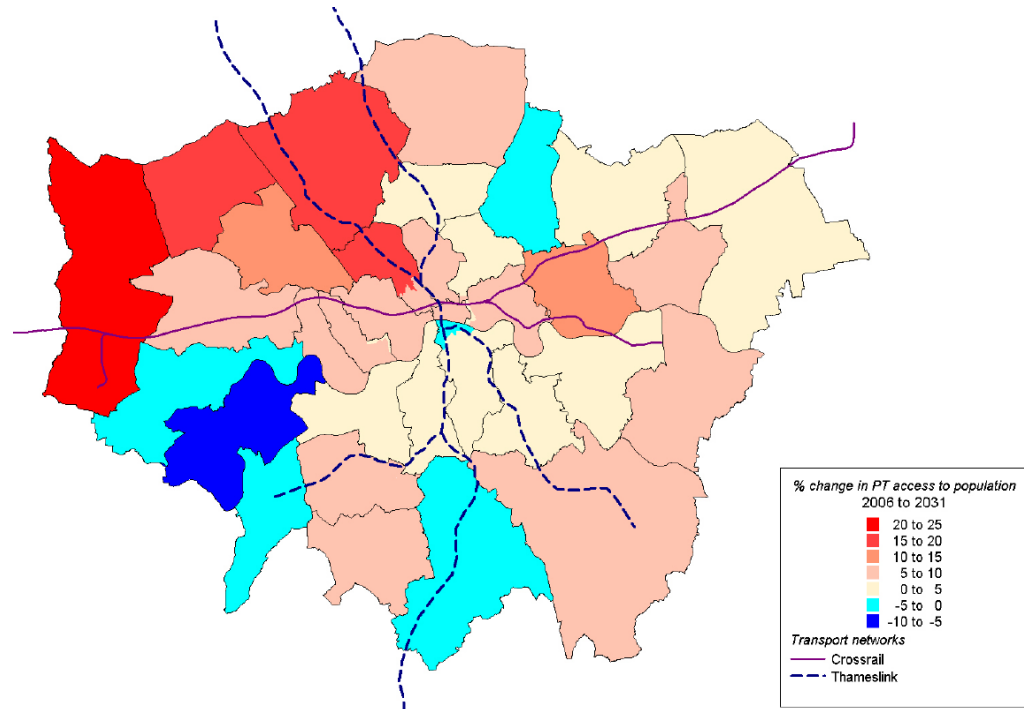 % change in PT access to population
2006 to 2031
20 to 25
15 to 20
10 to 15
5 to 10
0 to 5
-5 to 0
-10 to -5
Transport networks
Crossrail
Thameslink